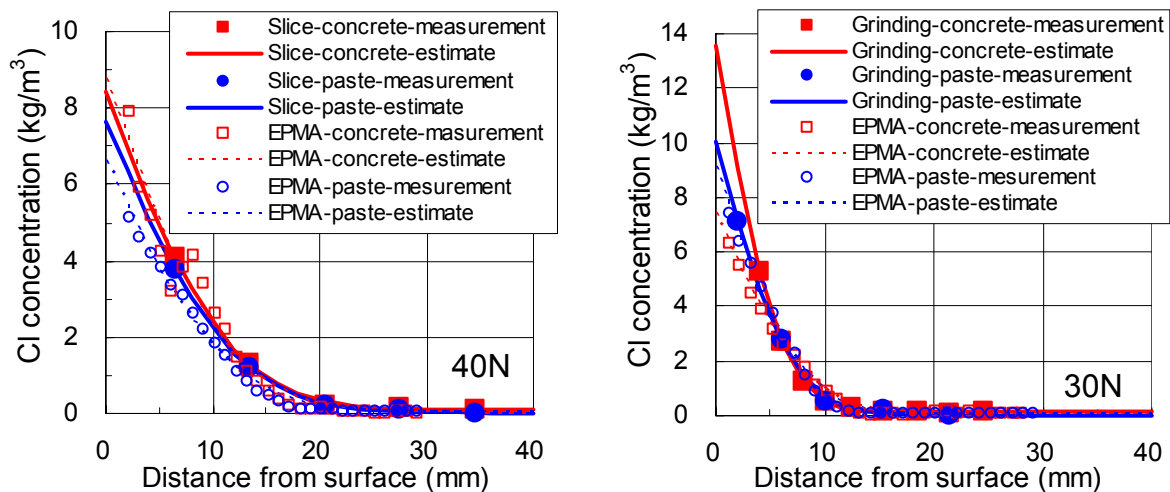 Cl concentration (kg/m³)
10
8
6
4
2
0
Slice-concrete-measurement
Slice-concrete-estimate
Slice-paste-measurement
Slice-paste-estimate
EPMA-concrete-masurement
EPMA-concrete-estimate
EPMA-paste-mesurement
EPMA-paste-estimate
40N
0 10 20 30 40
Distance from surface (mm)
Cl concentration (kg/m³)
16
14
12
10
8
6
4
2
0
Grinding-concrete-measurement
Grinding-concrete-estimate
Grinding-paste-measurement
Grinding-paste-estimate
EPMA-concrete-measurement
EPMA-concrete-estimate
EPMA-paste-measurement
EPMA-paste-estimate
30N
0 10 20 30 40
Distance from surface (mm)